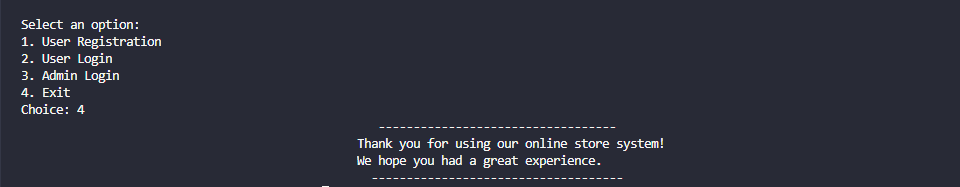 Select an option:
1. User Registration
2. User Login
3. Admin Login
4. Exit
Choice: 4
----------------------------------
Thank you for using our online store system!
We hope you had a great experience.
------------------------------------